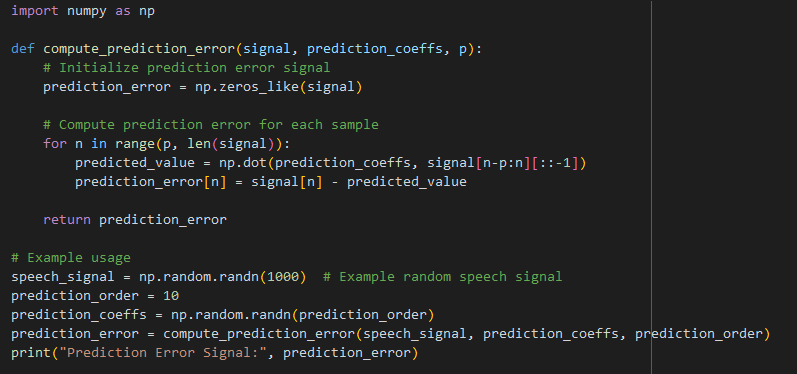 import numpy as np
def compute_prediction_error(signal, prediction_coeffs, p):
    # Initialize prediction error signal
    prediction_error = np.zeros_like(signal)
    # Compute prediction error for each sample
    for n in range(p, len(signal)):
        predicted_value = np.dot(prediction_coeffs, signal[n-p:n][::-1])
        prediction_error[n] = signal[n] - predicted_value
    return prediction_error
# Example usage
speech_signal = np.random.randn(1000)  # Example random speech signal
prediction_order = 10
prediction_coeffs = np.random.randn(prediction_order)
prediction_error = compute_prediction_error(speech_signal, prediction_coeffs, prediction_order)
print("Prediction Error Signal:", prediction_error)